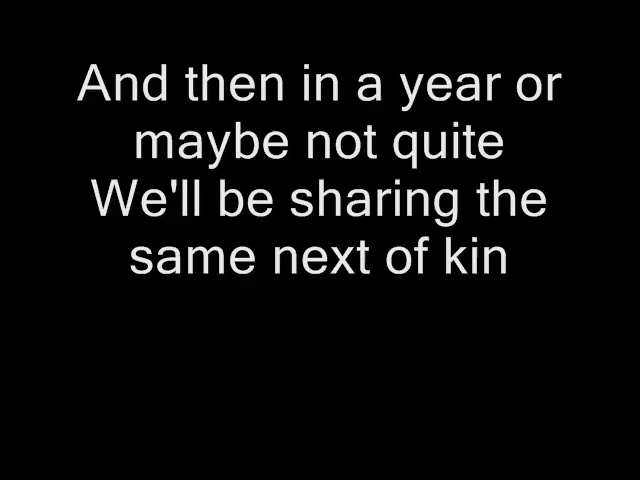 And then in a year or
maybe not quite
We'll be sharing the
same next of kin